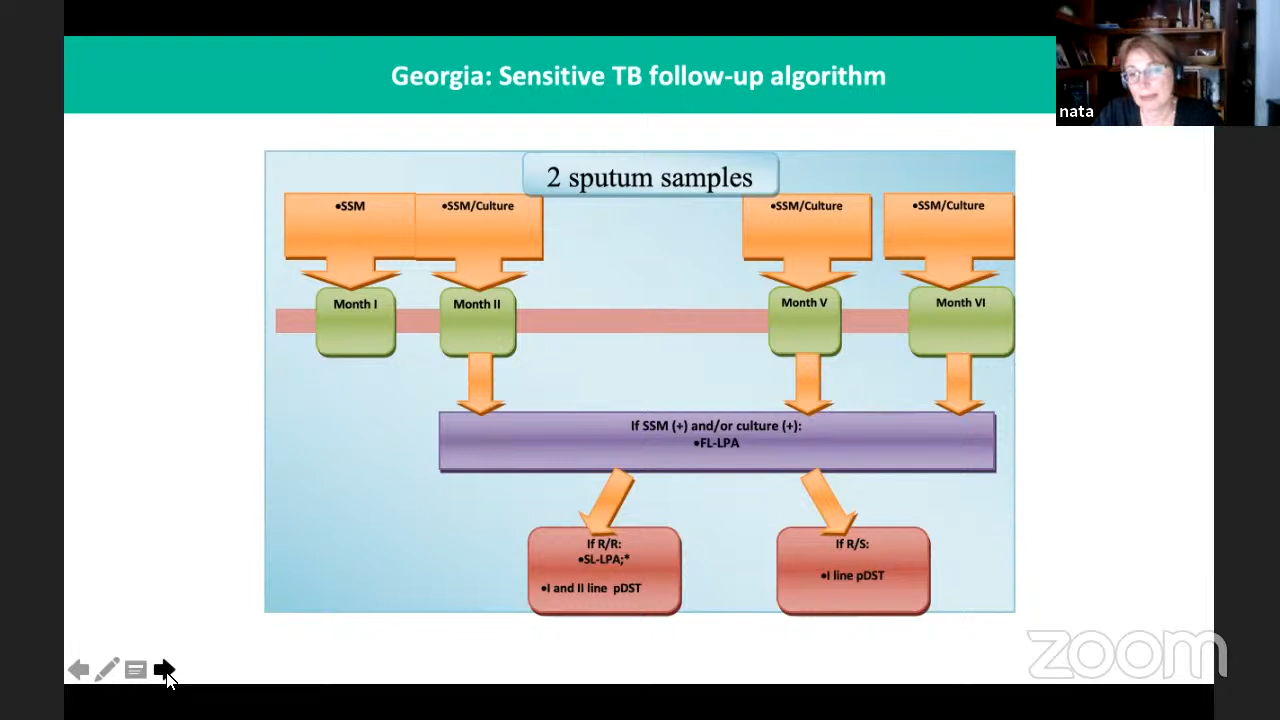 Georgia: Sensitive TB follow-up algorithm
nata
2 sputum samples
•SSM
•SSM/Culture
•SSM/Culture
•SSM/Culture
Month I
Month II
Month V
Month VI
If SSM (+) and/or culture (+):
•FL-LPA
If R/R:
•SL-LPA;*
•I and II line pDST
If R/S:
•I line pDST
zoom